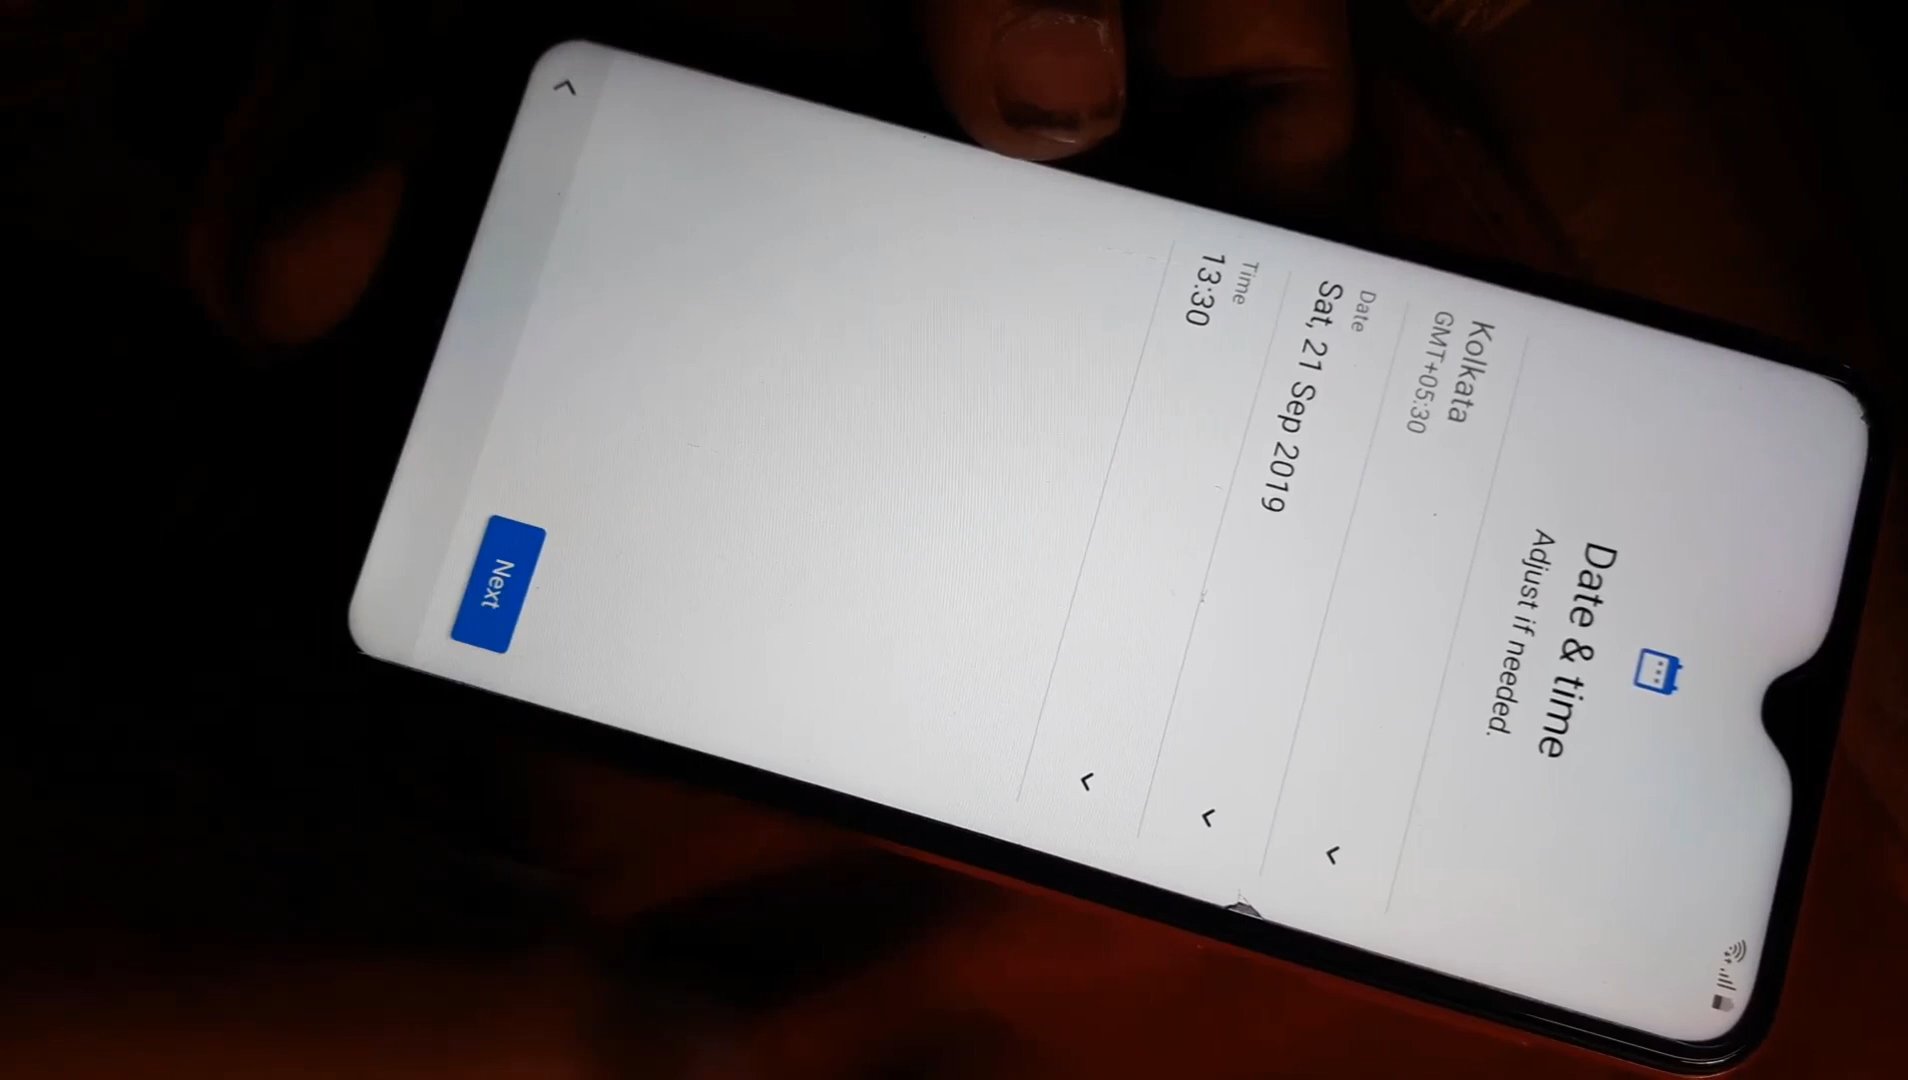 Date & time
Adjust if needed.
Kolkata
GMT+05:30
Date
Sat, 21 Sep 2019
Time
13:30
Next